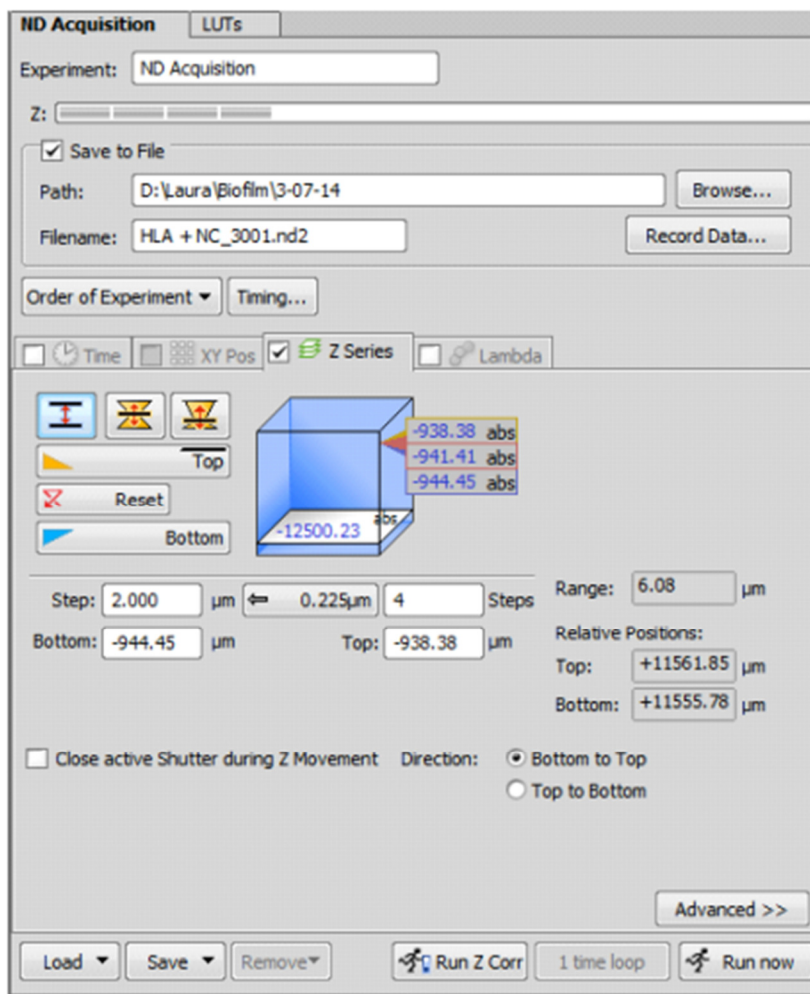 ND Acquisition LUTs
Experiment: ND Acquisition
Z:
Save to File
Path: D:\Laura\Biofilm\3-07-14 Browse...
Filename: HLA + NC_3001.nd2 Record Data...
Order of Experiment Timing...
Time XY Pos Z Series Lambda
-938.38 abs
Top -941.41 abs
-944.45 abs
Reset
Bottom -12500.23 abs
Step: 2.000 µm 0.225µm 4 Steps Range: 6.08 µm
Bottom: -944.45 µm Top: -938.38 µm Relative Positions:
Top: +11561.85 µm
Bottom: +11555.78 µm
Close active Shutter during Z Movement Direction: Bottom to Top
Top to Bottom
Advanced >>
Load Save Remove Run Z Corr 1 time loop Run now